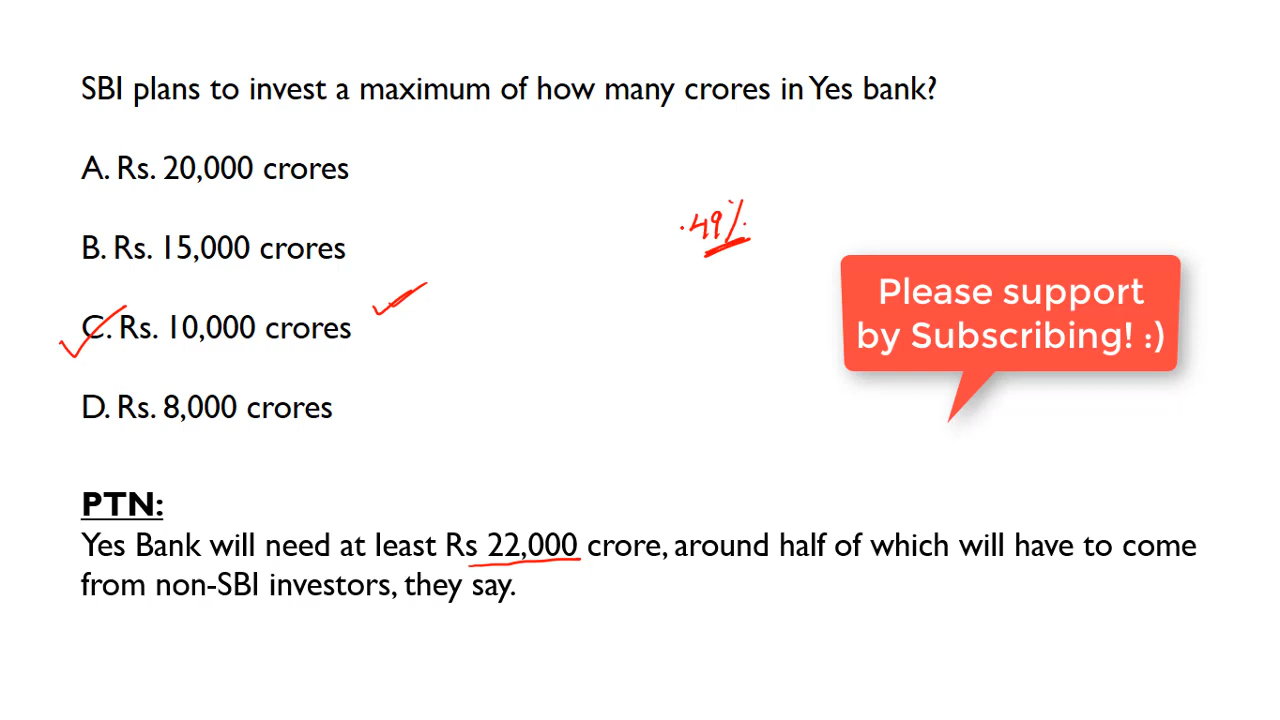 SBI plans to invest a maximum of how many crores in Yes bank?
A. Rs. 20,000 crores
.49%
B. Rs. 15,000 crores
Please support
by Subscribing! :)
C. Rs. 10,000 crores
D. Rs. 8,000 crores
PTN:
Yes Bank will need at least Rs 22,000 crore, around half of which will have to come
from non-SBI investors, they say.